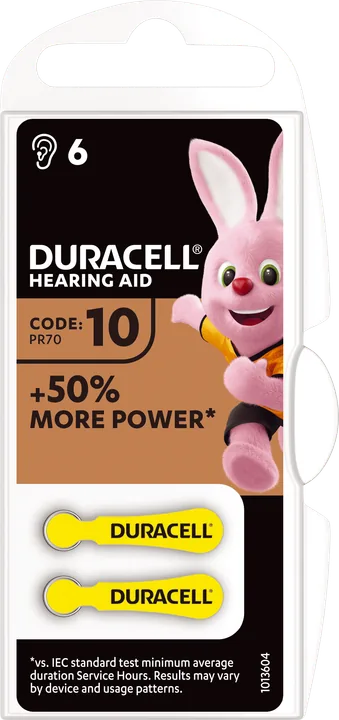 6
DURACELL®
HEARING AID
CODE: 10
PR70
+50%
MORE POWER*
DURACELL
DURACELL
*vs. IEC standard test minimum average
duration Service Hours. Results may vary
by device and usage patterns.
1013604